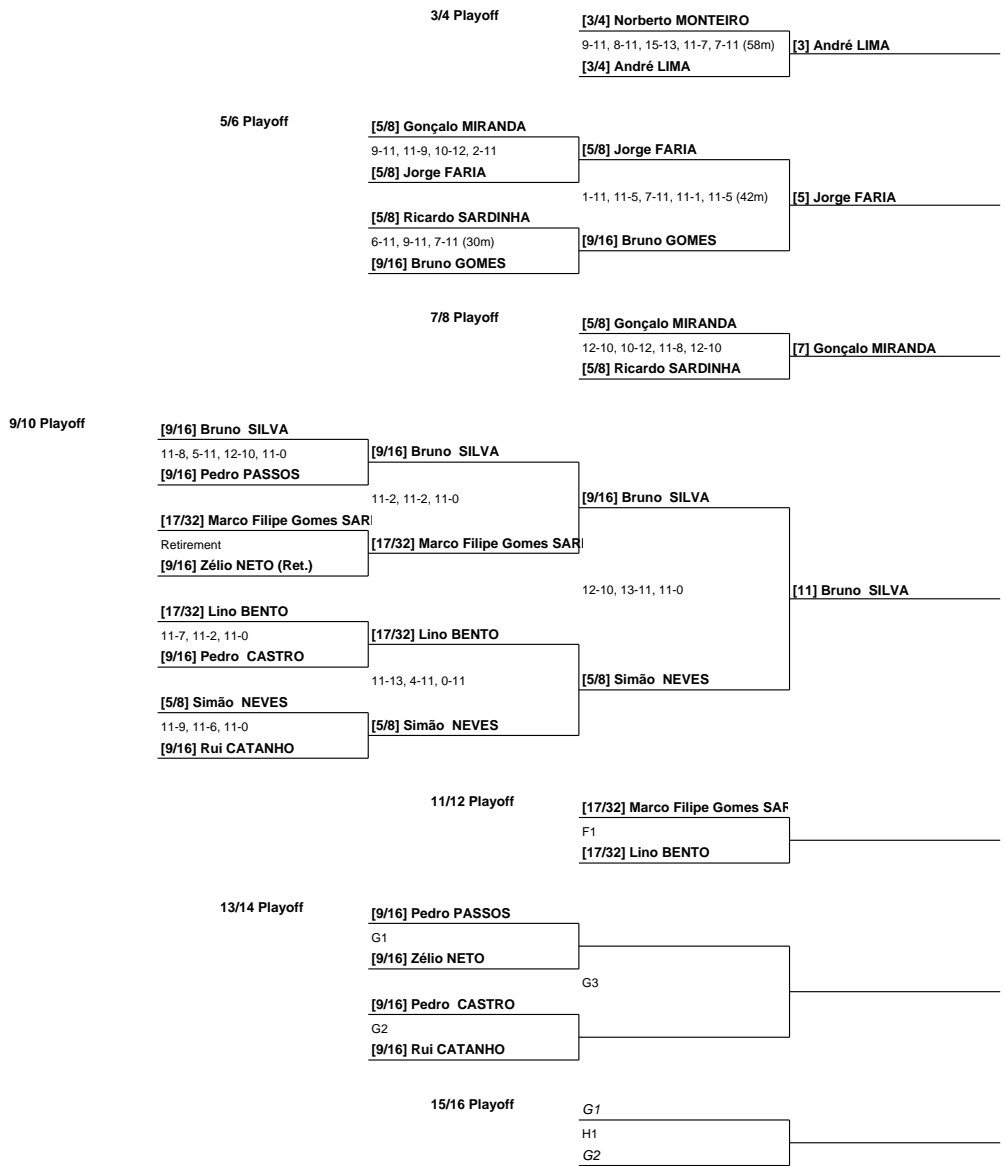 3/4 Playoff
[3/4] Norberto MONTEIRO
9-11, 8-11, 15-13, 11-7, 7-11 (58m)
[3] André LIMA
[3/4] André LIMA
5/6 Playoff
[5/8] Gonçalo MIRANDA
9-11, 11-9, 10-12, 2-11
[5/8] Jorge FARIA
[5/8] Jorge FARIA
1-11, 11-5, 7-11, 11-1, 11-5 (42m)
[5] Jorge FARIA
[5/8] Ricardo SARDINHA
6-11, 9-11, 7-11 (30m)
[9/16] Bruno GOMES
[9/16] Bruno GOMES
7/8 Playoff
[5/8] Gonçalo MIRANDA
12-10, 10-12, 11-8, 12-10
[7] Gonçalo MIRANDA
[5/8] Ricardo SARDINHA
9/10 Playoff
[9/16] Bruno SILVA
11-8, 5-11, 12-10, 11-0
[9/16] Bruno SILVA
[9/16] Pedro PASSOS
11-2, 11-2, 11-0
[9/16] Bruno SILVA
[17/32] Marco Filipe Gomes SAR
Retirement
[17/32] Marco Filipe Gomes SAR
[9/16] Zélio NETO (Ret.)
12-10, 13-11, 11-0
[11] Bruno SILVA
[17/32] Lino BENTO
11-7, 11-2, 11-0
[17/32] Lino BENTO
[9/16] Pedro CASTRO
11-13, 4-11, 0-11
[5/8] Simão NEVES
[5/8] Simão NEVES
11-9, 11-6, 11-0
[5/8] Simão NEVES
[9/16] Rui CATANHO
11/12 Playoff
[17/32] Marco Filipe Gomes SAR
F1
[17/32] Lino BENTO
13/14 Playoff
[9/16] Pedro PASSOS
G1
[9/16] Zélio NETO
G3
[9/16] Pedro CASTRO
G2
[9/16] Rui CATANHO
15/16 Playoff
G1
H1
G2